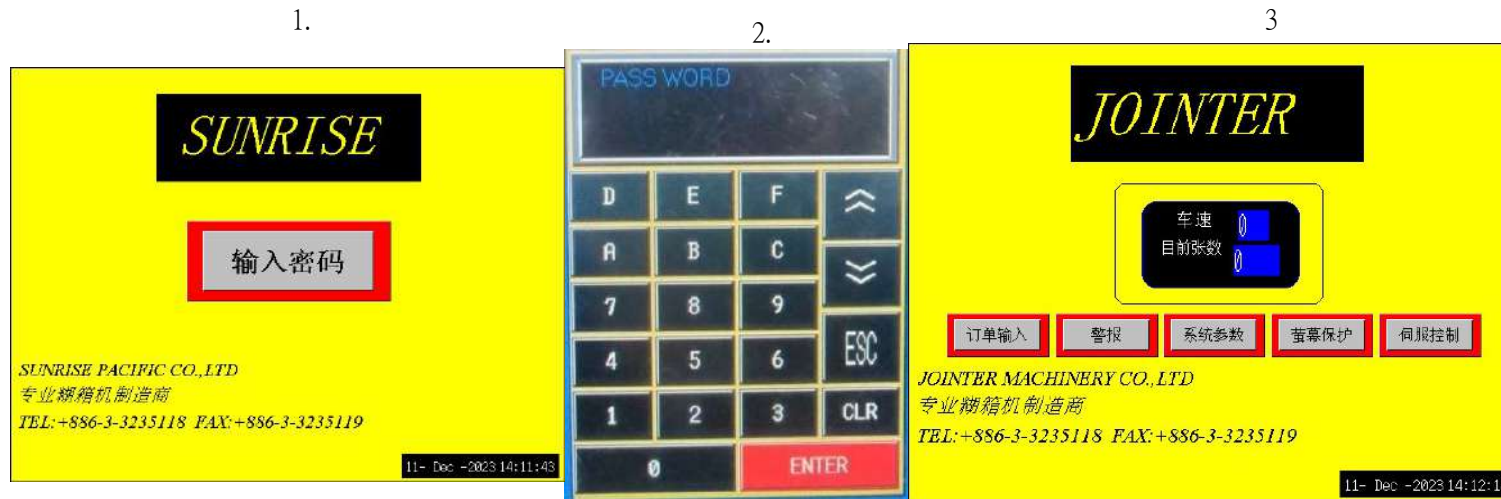 1.
2.
3
SUNRISE
输入密码
SUNRISE PACIFIC CO.,LTD
专业糊箱机制造商
TEL:+886-3-3235118 FAX:+886-3-3235119
11- Dec -2023 14:11:43
PASS WORD
D E F
A B C
7 8 9
ESC
4 5 6
1 2 3 CLR
0 ENTER
JOINTER
车速 0
目前张数 0
订单输入 警报 系统参数 萤幕保护 伺服控制
JOINTER MACHINERY CO.,LTD
专业糊箱机制造商
TEL:+886-3-3235118 FAX:+886-3-3235119
11- Dec -2023 14:12:1